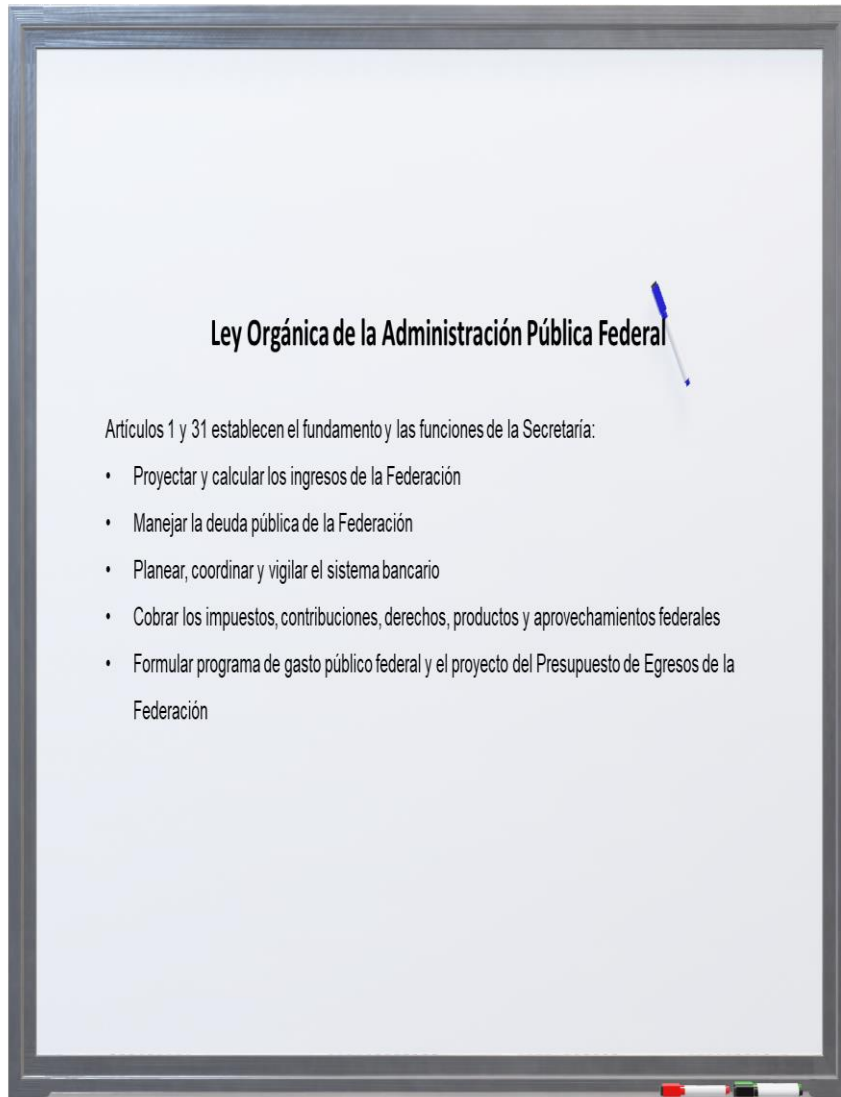 Ley Orgánica de la Administración Pública Federal
Artículos 1 y 31 establecen el fundamento y las funciones de la Secretaría:
• Proyectar y calcular los ingresos de la Federación
• Manejar la deuda pública de la Federación
• Planear, coordinar y vigilar el sistema bancario
• Cobrar los impuestos, contribuciones, derechos, productos y aprovechamientos federales
• Formular programa de gasto público federal y el proyecto del Presupuesto de Egresos de la
Federación